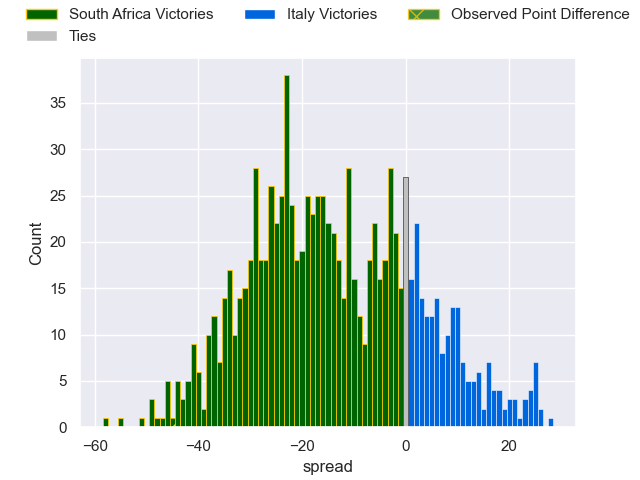 South Africa Victories
Italy Victories
Observed Point Difference
Ties
35
30
25
20
15
10
5
0
Count
−60
−40
−20
0
20
spread